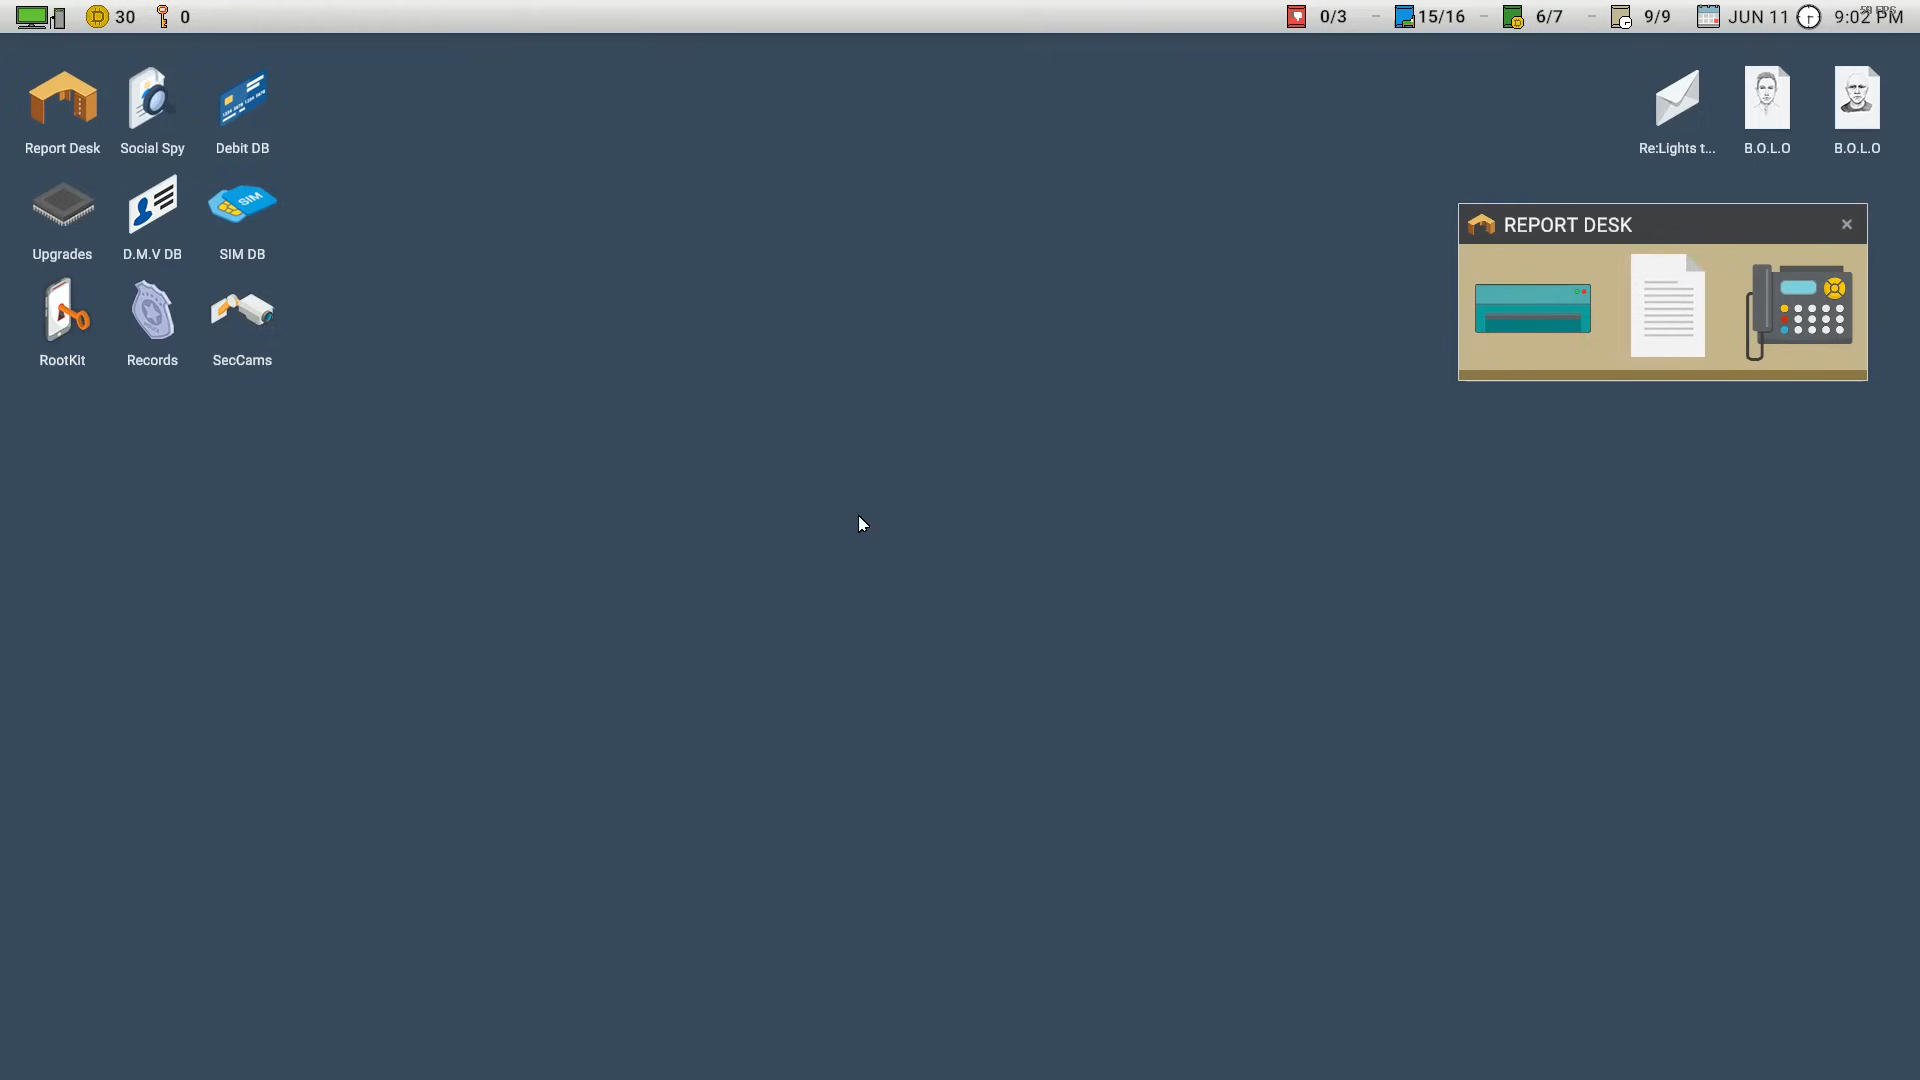 30 0 0/3 15/16 6/7 9/9 JUN 11 9:02 PM
Report Desk Social Spy Debit DB Re:Lights t... B.O.L.O B.O.L.O
REPORT DESK
Upgrades D.M.V DB SIM DB
RootKit Records SecCams